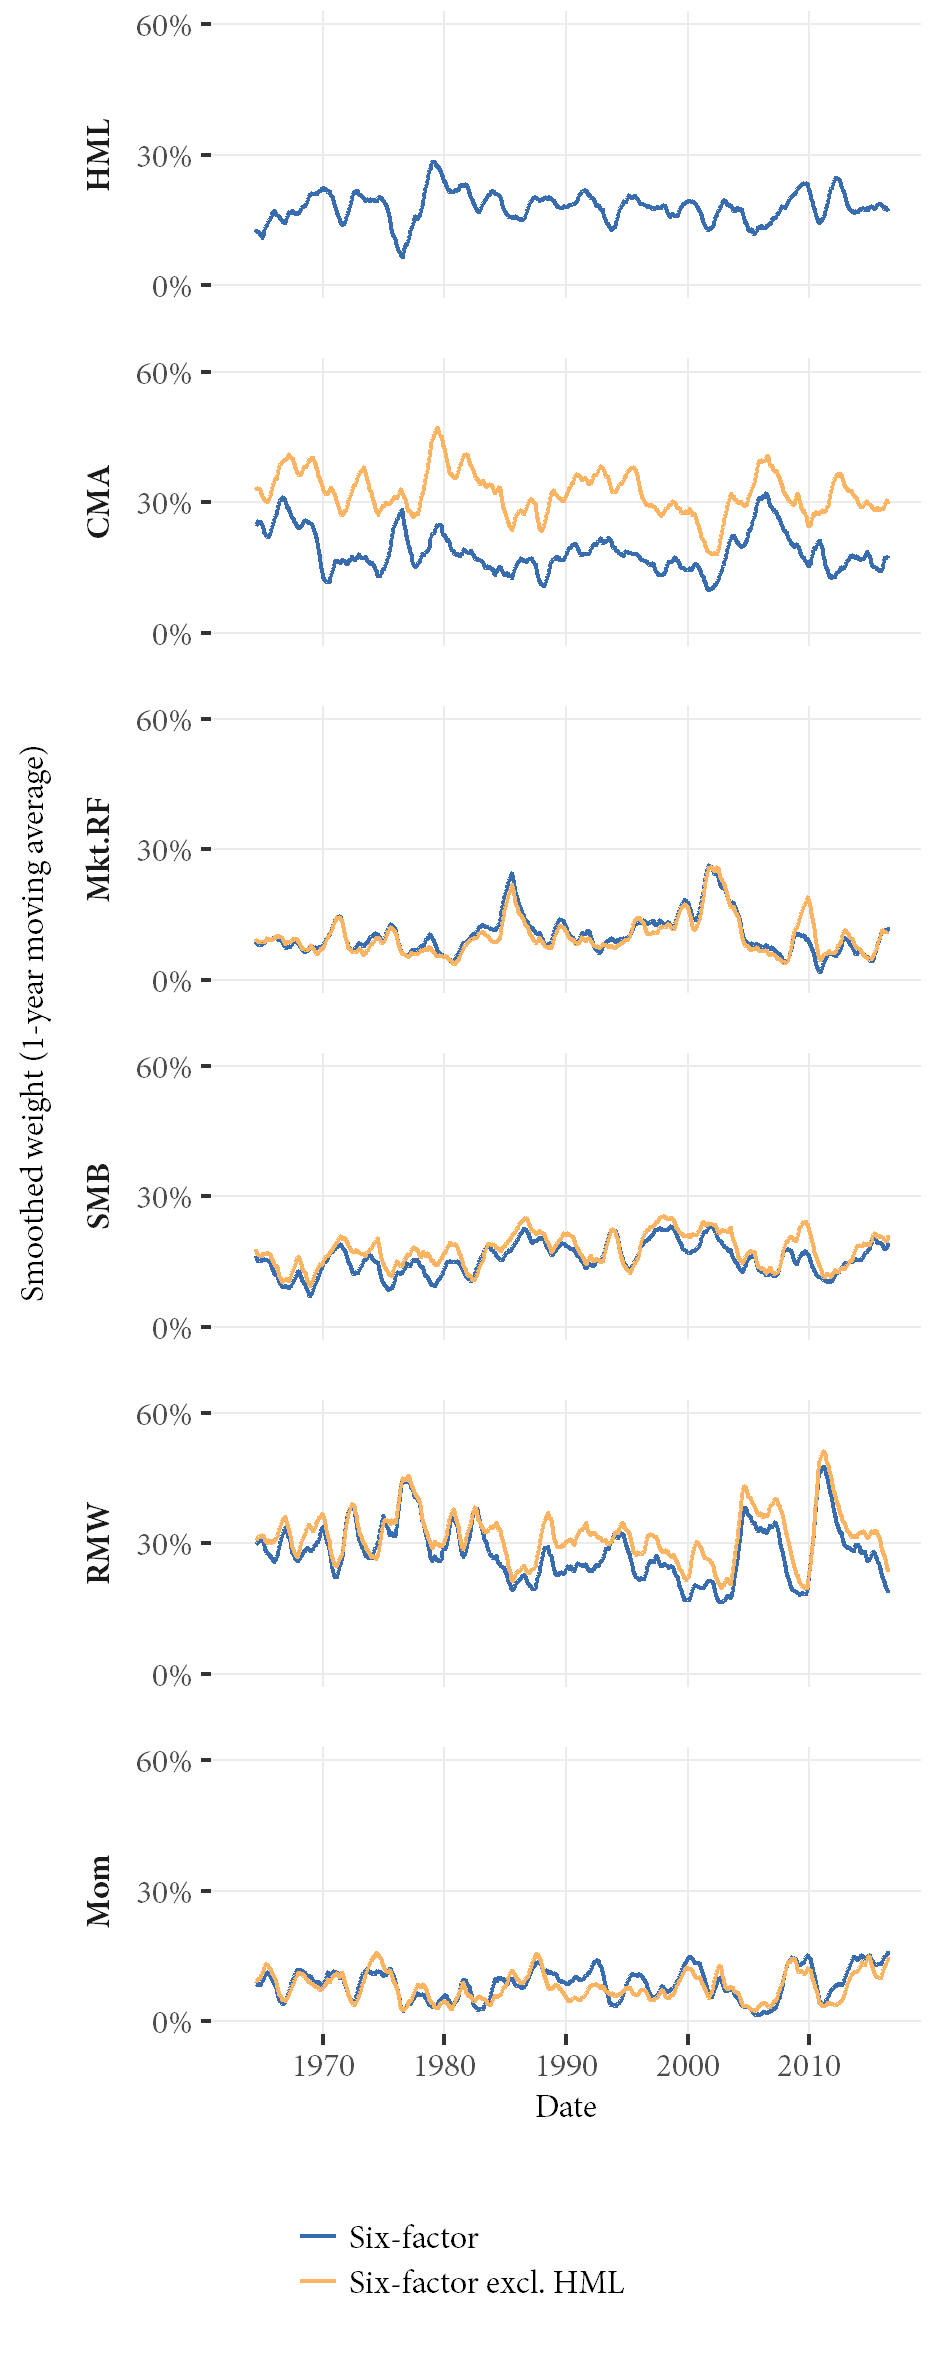 Smoothed weight (1-year moving average)
HML
60%
30%
0%
CMA
60%
30%
0%
Mkt.RF
60%
30%
0%
SMB
60%
30%
0%
RMW
60%
30%
0%
Mom
60%
30%
0%
1970 1980 1990 2000 2010
Date
Six-factor
Six-factor excl. HML